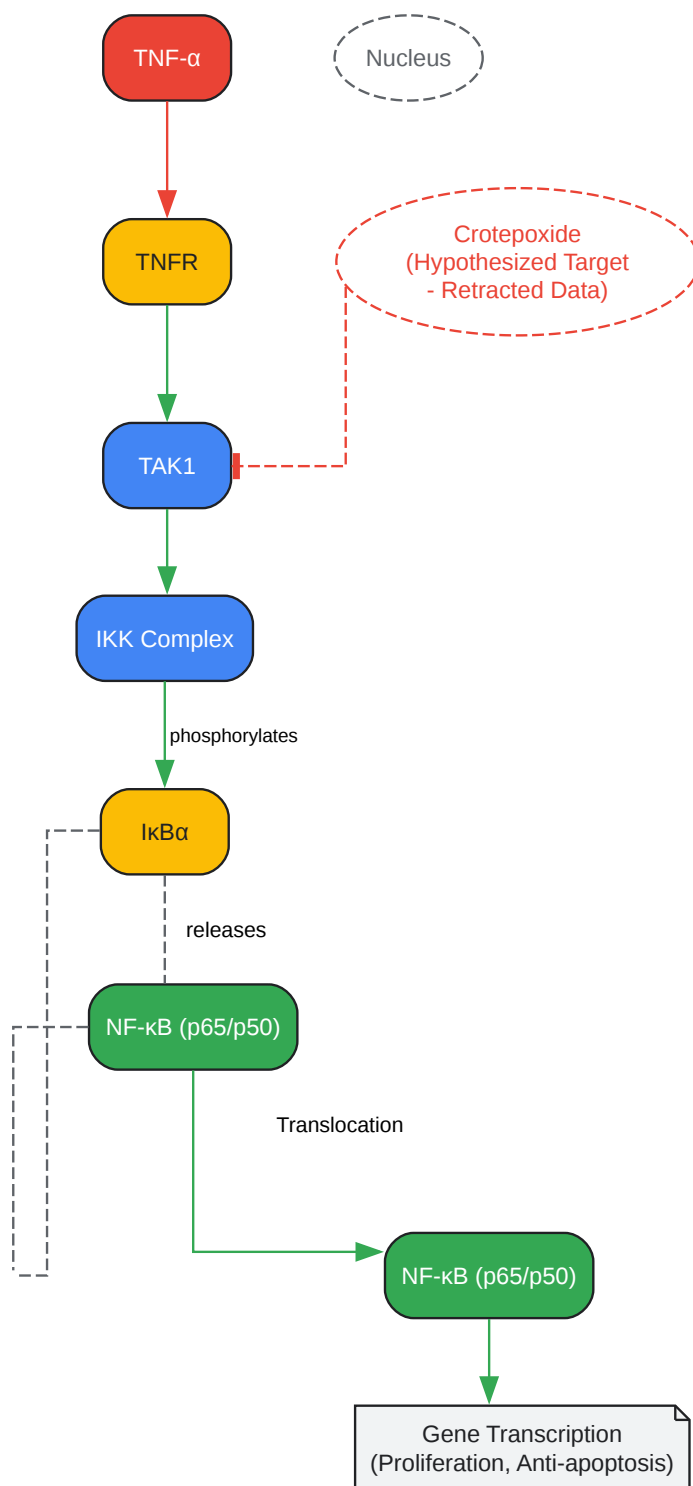 TNF-α
Nucleus
TNFR
Crotepoxide
(Hypothesized Target
- Retracted Data)
TAK1
IKK Complex
phosphorylates
IκBα
releases
NF-κB (p65/p50)
Translocation
NF-κB (p65/p50)
Gene Transcription
(Proliferation, Anti-apoptosis)